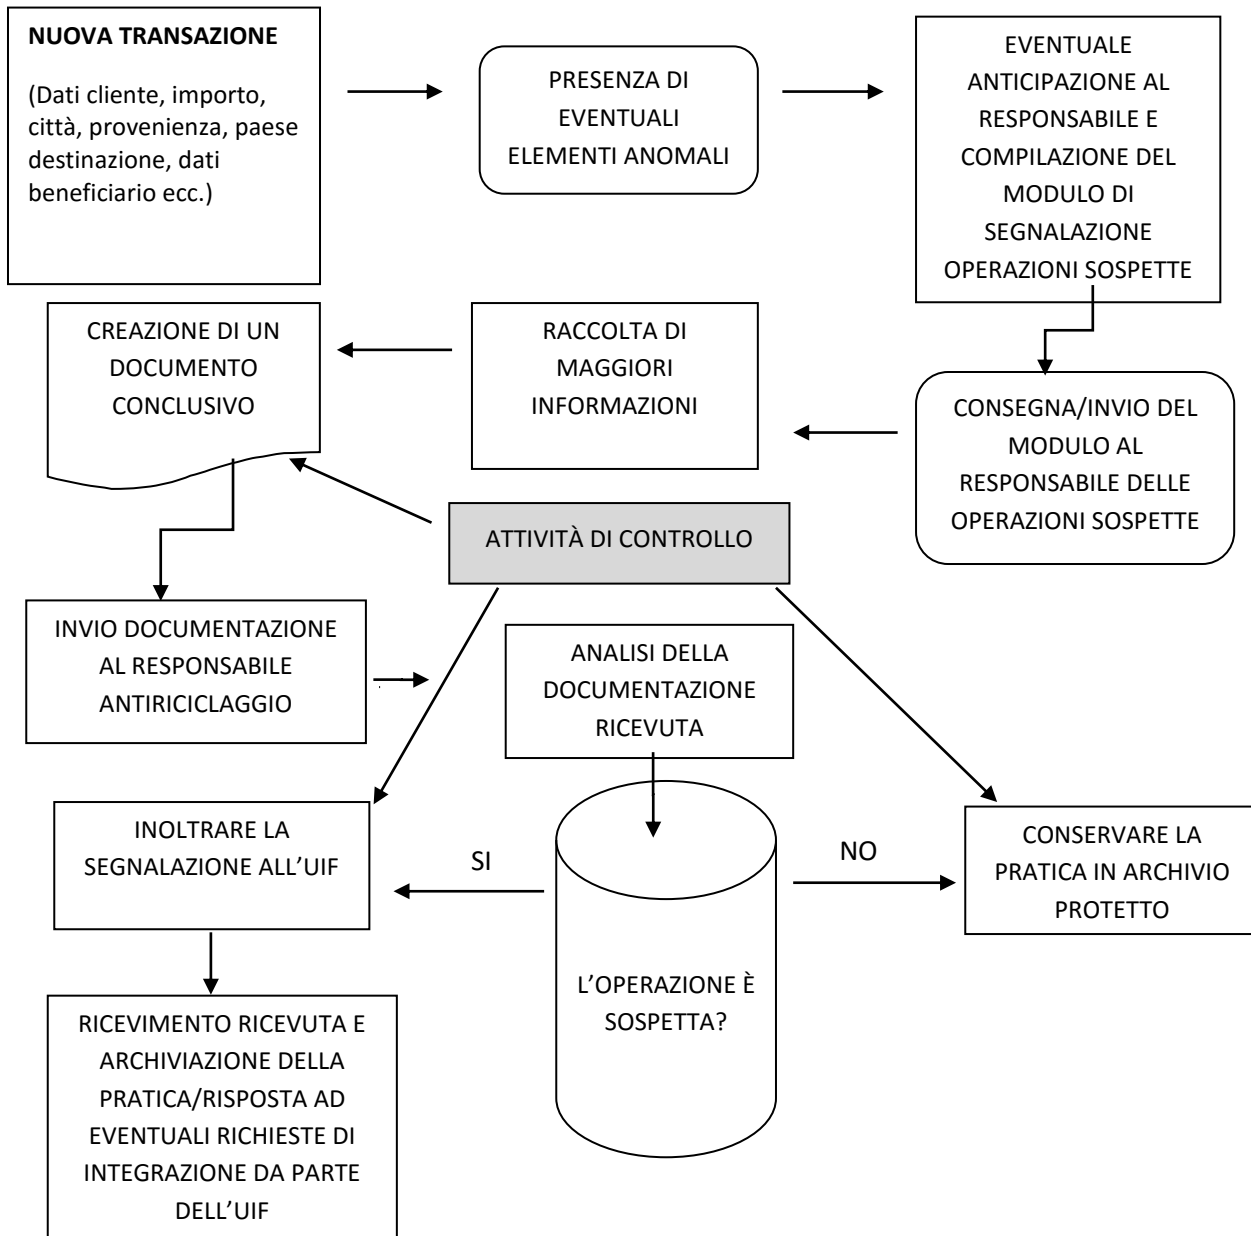 NUOVA TRANSAZIONE
(Dati cliente, importo,
città, provenienza, paese
destinazione, dati
beneficiario ecc.)
PRESENZA DI
EVENTUALI
ELEMENTI ANOMALI
EVENTUALE
ANTICIPAZIONE AL
RESPONSABILE E
COMPILAZIONE DEL
MODULO DI
SEGNALAZIONE
OPERAZIONI SOSPETTE
CREAZIONE DI UN
DOCUMENTO
CONCLUSIVO
RACCOLTA DI
MAGGIORI
INFORMAZIONI
CONSEGNA/INVIO DEL
MODULO AL
RESPONSABILE DELLE
OPERAZIONI SOSPETTE
ATTIVITÀ DI CONTROLLO
INVIO DOCUMENTAZIONE
AL RESPONSABILE
ANTIRICICLAGGIO
ANALISI DELLA
DOCUMENTAZIONE
RICEVUTA
INOLTRARE LA
SEGNALAZIONE ALL’UIF
SI
NO
CONSERVARE LA
PRATICA IN ARCHIVIO
PROTETTO
L’OPERAZIONE È
SOSPETTA?
RICEVIMENTO RICEVUTA E
ARCHIVIAZIONE DELLA
PRATICA/RISPOSTA AD
EVENTUALI RICHIESTE DI
INTEGRAZIONE DA PARTE
DELL’UIF